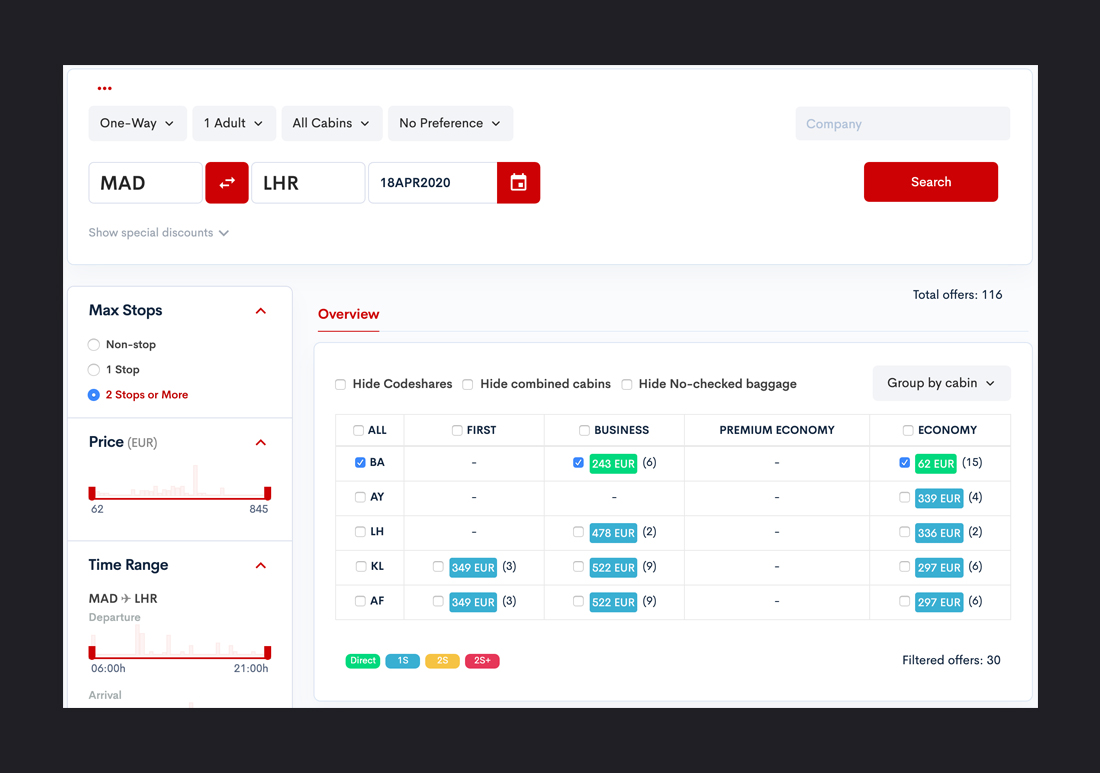 One-Way 1 Adult All Cabins No Preference Company
MAD LHR 18APR2020 Search
Show special discounts
Max Stops
Non-stop
1 Stop
2 Stops or More
Price (EUR)
62 845
Time Range
MAD ✈ LHR
Departure
06:00h 21:00h
Arrival
Total offers: 116
Overview
Hide Codeshares Hide combined cabins Hide No-checked baggage Group by cabin
ALL FIRST BUSINESS PREMIUM ECONOMY ECONOMY
BA - 243 EUR (6) - 62 EUR (15)
AY - - - 339 EUR (4)
LH - 478 EUR (2) - 336 EUR (2)
KL 349 EUR (3) 522 EUR (9) - 297 EUR (6)
AF 349 EUR (3) 522 EUR (9) - 297 EUR (6)
Direct 1S 2S 2S+ Filtered offers: 30